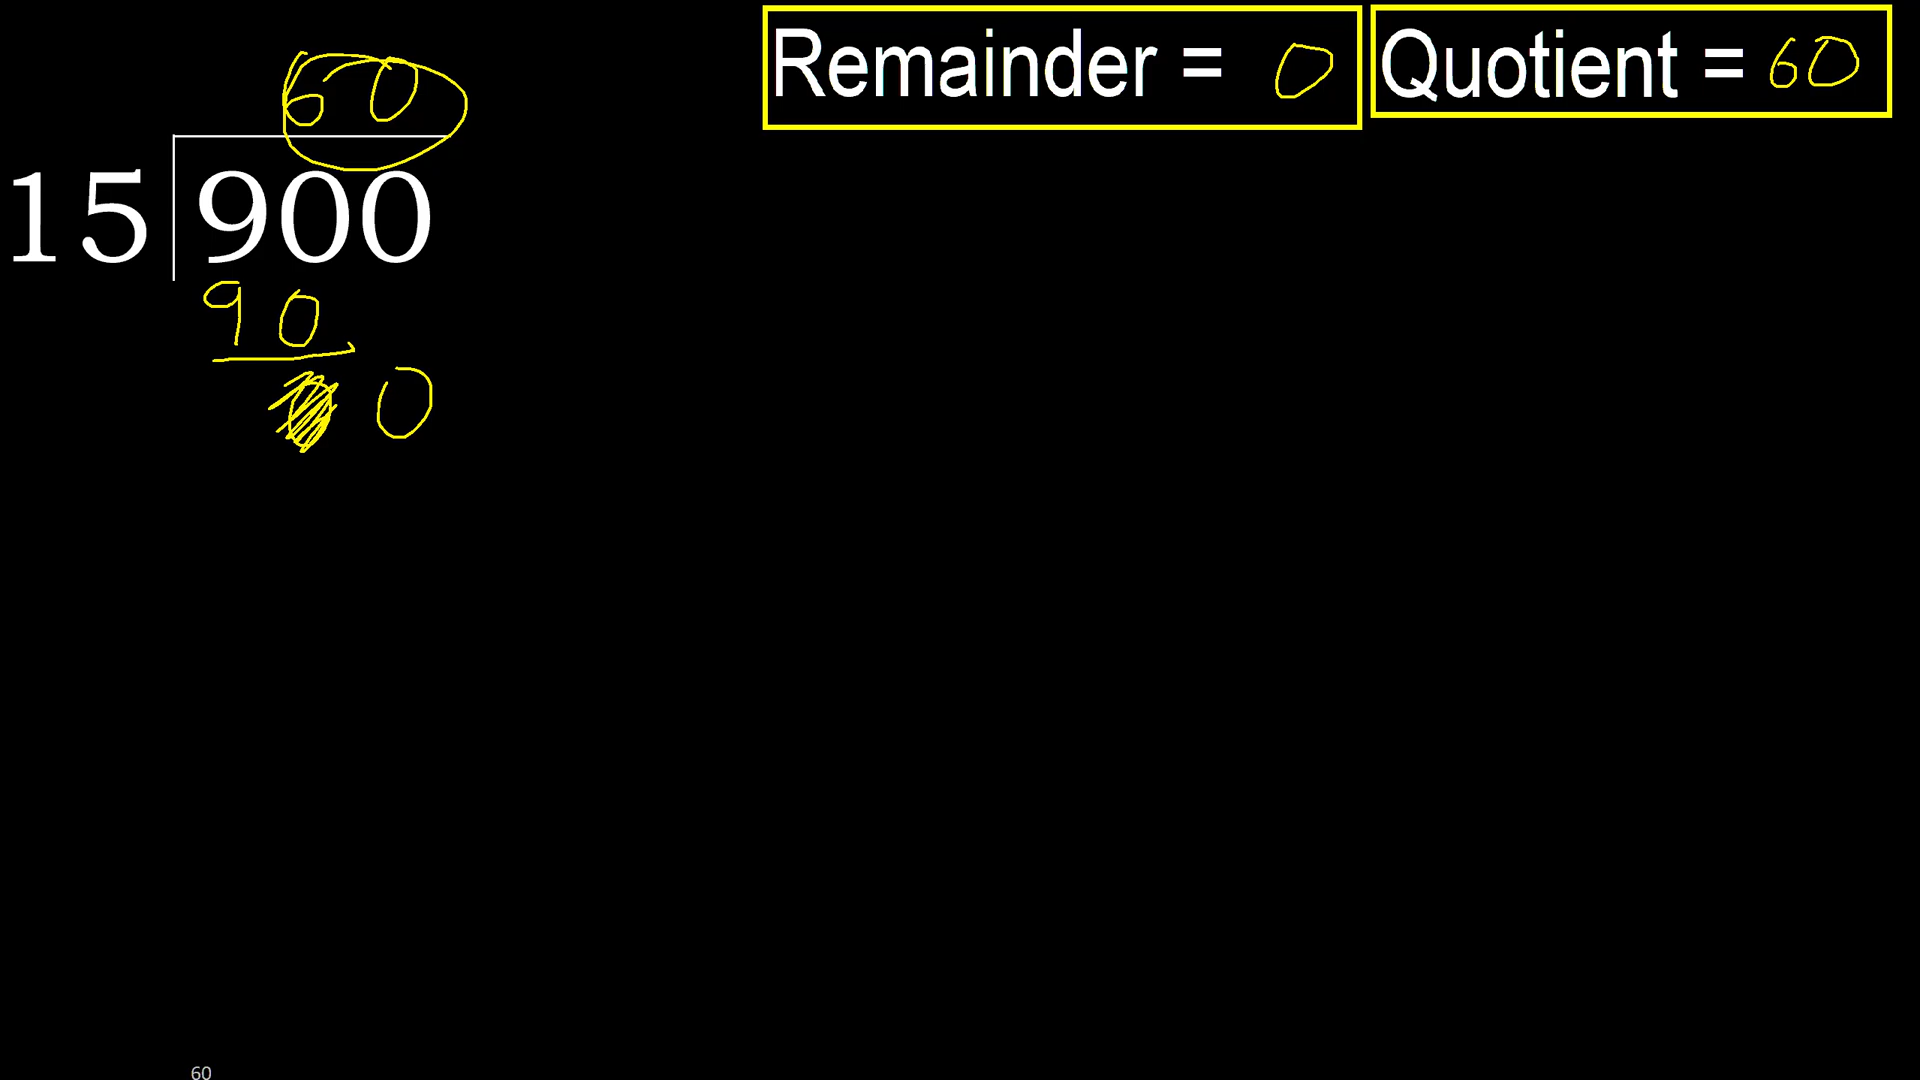 60
Remainder = 0
Quotient = 60
15 900
90
0
60